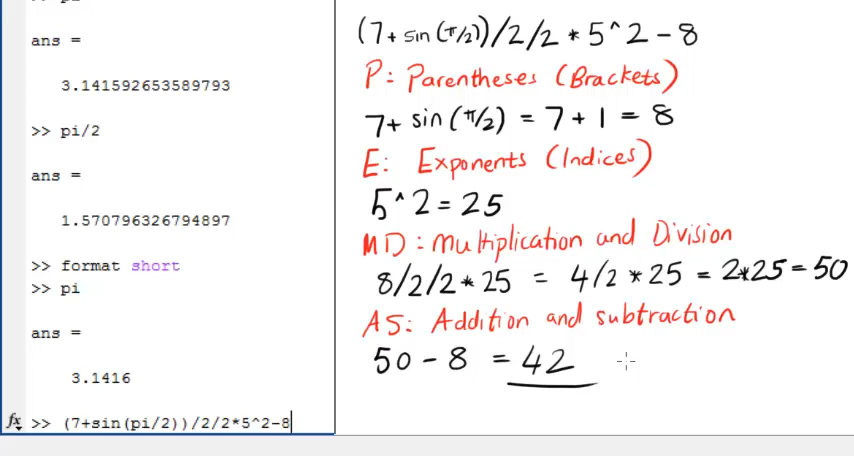 >> pi
ans =
3.141592653589793
>> pi/2
ans =
1.570796326794897
>> format short
>> pi
ans =
3.1416
fx >> (7+sin(pi/2))/2/2*5^2-8
(7+sin(π/2))/2/2*5^2-8
P: Parentheses (Brackets)
7+ sin(π/2) = 7+1 = 8
E: Exponents (Indices)
5^2=25
MD: Multiplication and Division
8/2/2*25 = 4/2*25 = 2*25=50
AS: Addition and subtraction
50-8 = 42